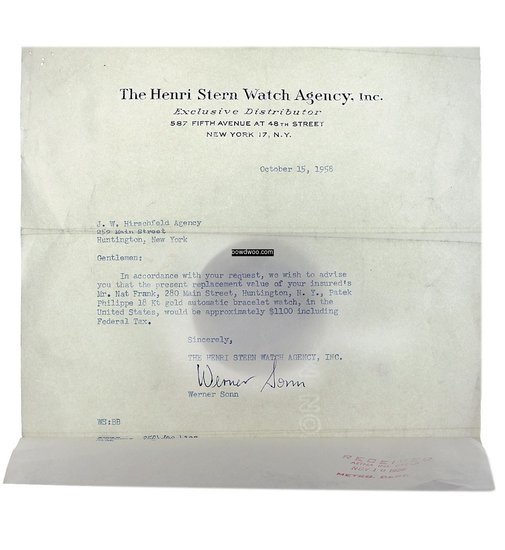 The Henri Stern Watch Agency, Inc.
Exclusive Distributor
587 FIFTH AVENUE AT 48TH STREET
NEW YORK 17, N.Y.
October 15, 1958
J. W. Hirschfeld Agency
Main Street
Huntington, New York
Gentlemen;
bowdwoo.com
In accordance with your request, we wish to advise
you that the present replacement value of your insured's
Mr. Nat Frank, 280 Main Street, Huntington, N. Y., Patek
Philippe 18 Kt gold automatic bracelet watch, in the
United States, would be approximately $1100 including
Federal Tax.
Sincerely,
THE HENRI STERN WATCH AGENCY, INC.
Werner Sonn
Werner Sonn
WS:BB
RECEIVED